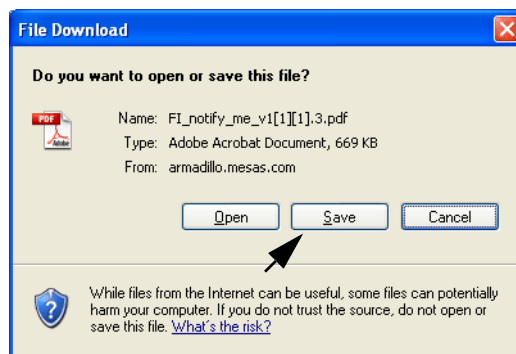 File Download
Do you want to open or save this file?
PDF
Adobe
Name: FI_notify_me_v1[1][1].3.pdf
Type: Adobe Acrobat Document, 669 KB
From: armadillo.mesas.com
Open Save Cancel
While files from the Internet can be useful, some files can potentially
harm your computer. If you do not trust the source, do not open or
save this file. What's the risk?